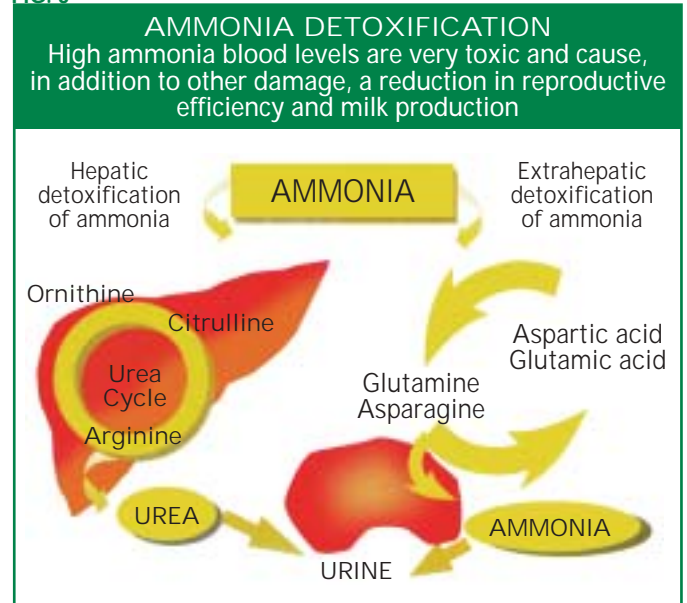 AMMONIA DETOXIFICATION
High ammonia blood levels are very toxic and cause,
in addition to other damage, a reduction in reproductive
efficiency and milk production
Hepatic
detoxification
of ammonia
AMMONIA
Extrahepatic
detoxification
of ammonia
Ornithine
Citrulline
Urea
Cycle
Arginine
Aspartic acid
Glutamic acid
Glutamine
Asparagine
UREA
AMMONIA
URINE